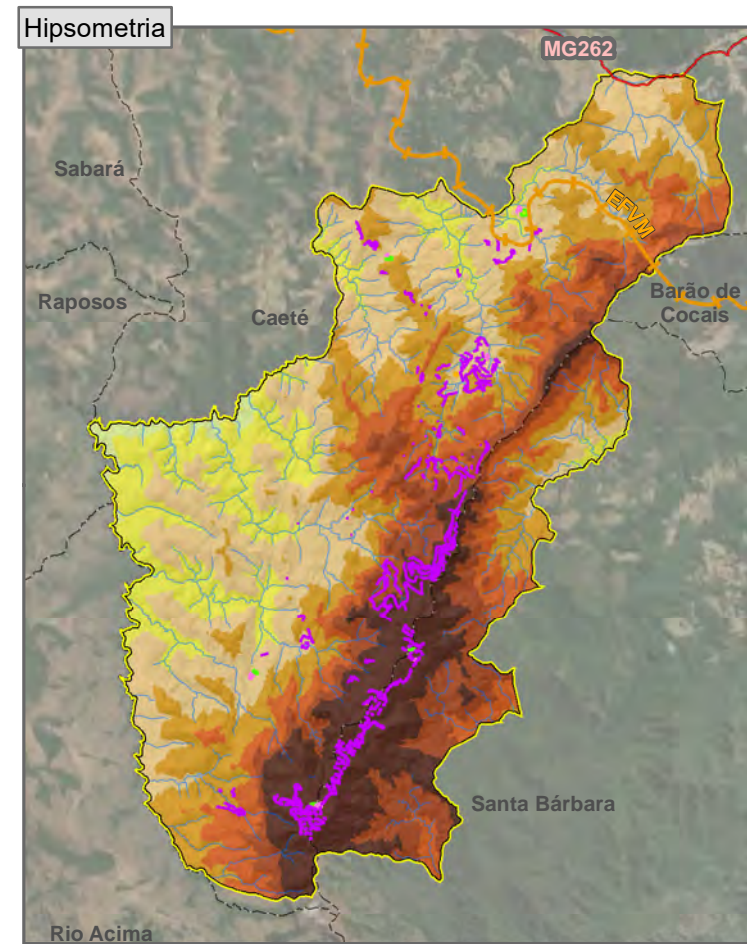 Hipsometria
MG262
Sabará
EFVM
Raposos
Caeté
Barão de
Cocais
Santa Bárbara
Rio Acima